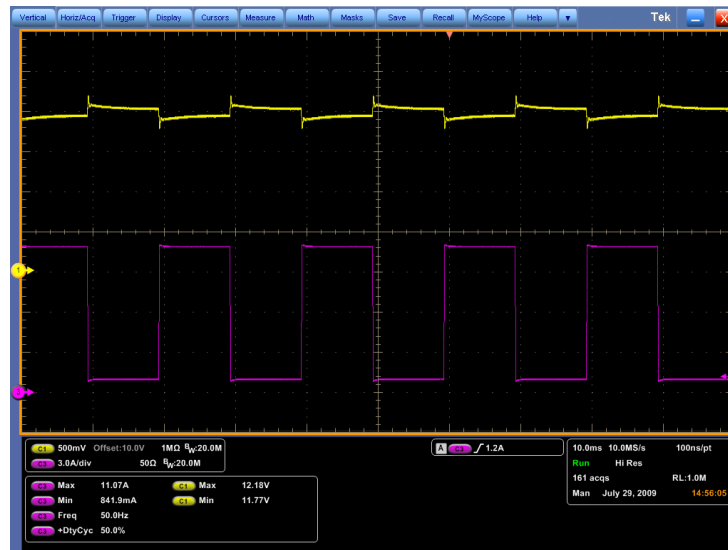 Vertical Horiz/Acq Trigger Display Cursors Measure Math Masks Save Recall MyScope Help Tek X
1
3
C1 500mV Offset:10.0V 1MΩ BW:20.0M
C3 3.0A/div 50Ω BW:20.0M
A C3 1.2A
10.0ms 10.0MS/s 100ns/pt
Run Hi Res
161 acqs RL:1.0M
Man July 29, 2009 14:56:05
C3 Max 11.07A C1 Max 12.18V
C3 Min 841.9mA C1 Min 11.77V
C3 Freq 50.0Hz
C3 +DtyCyc 50.0%